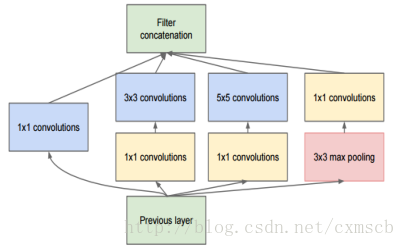 Filter
concatenation
3x3 convolutions
5x5 convolutions
1x1 convolutions
1x1 convolutions
1x1 convolutions
1x1 convolutions
3x3 max pooling
Previous layer
http://blog.csdn.net/cxmscb